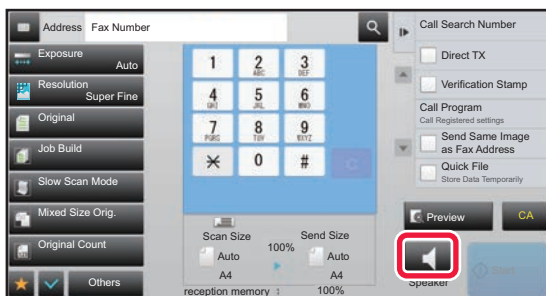 Address Fax Number
Exposure
Auto
Resolution
Super Fine
Original
Job Build
Slow Scan Mode
Mixed Size Orig.
Original Count
Others
1
2
ABC
3
DEF
4
GHI
5
JKL
6
MNO
7
PQRS
8
TUV
9
WXYZ
0
#
Scan Size
100%
Send Size
Auto
Auto
A4
A4
reception memory : 100%
Call Search Number
Direct TX
Verification Stamp
Call Program
Call Registered settings
Send Same Image
as Fax Address
Quick File
Store Data Temporarily
Preview
CA
Speaker
Start